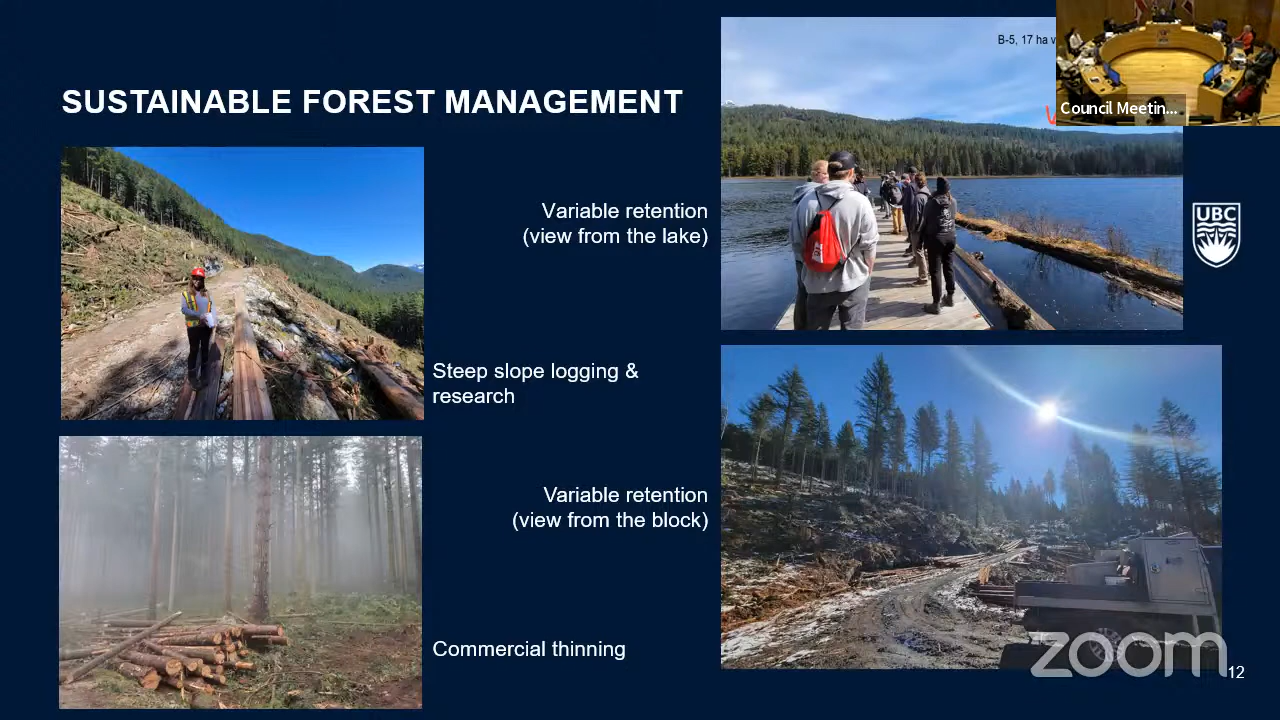 SUSTAINABLE FOREST MANAGEMENT
B-5, 17 ha
Council Meetin...
UBC
Variable retention
(view from the lake)
Steep slope logging &
research
Variable retention
(view from the block)
Commercial thinning
zoom
12